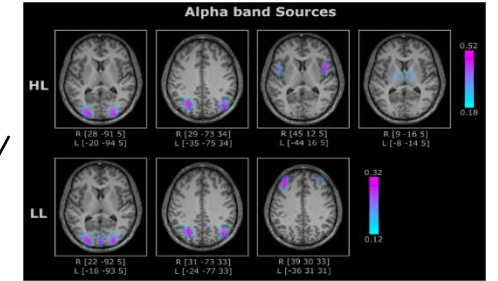 Alpha band Sources
HL
R [28 -91 5]
L [-20 -94 5]
R [29 -73 34]
L [-35 -75 34]
R [45 12 5]
L [-44 16 5]
R [9 -16 5]
L [-8 -14 5]
0.52
0.18
LL
R [22 -92 5]
L [-16 -93 5]
R [31 -73 33]
L [-24 -77 33]
R [39 30 33]
L [-36 31 31]
0.32
0.12